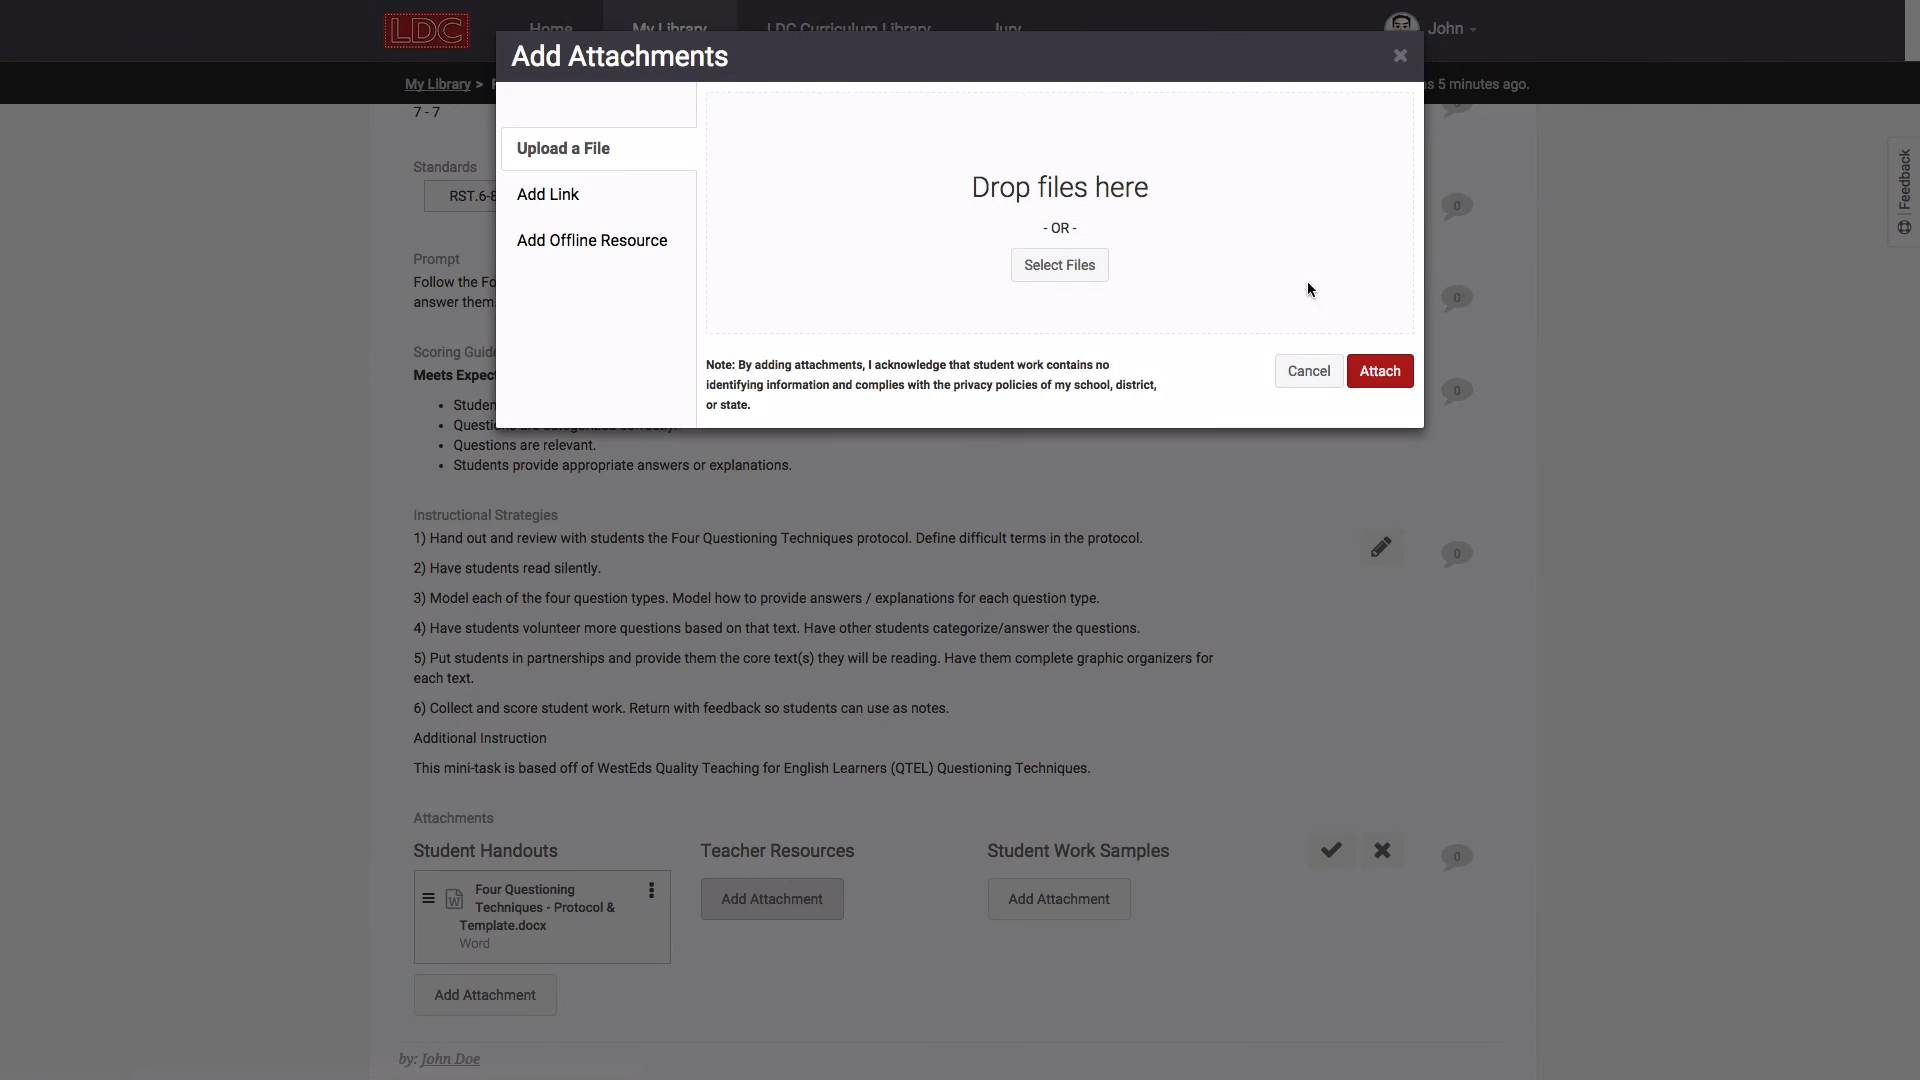 LDC
Home
My Library
LDC Curriculum Library
Jury
John
Add Attachments
My Library >
s 5 minutes ago.
7 - 7
Upload a File
Add Link
Add Offline Resource
Drop files here
- OR -
Select Files
Note: By adding attachments, I acknowledge that student work contains no
identifying information and complies with the privacy policies of my school, district,
or state.
Cancel
Attach
Feedback
Standards
RST.6-8
0
Prompt
Follow the Fo
answer them.
0
Scoring Guide
Meets Expect
0
• Studen
• Questions are categorized correctly.
• Questions are relevant.
• Students provide appropriate answers or explanations.
Instructional Strategies
1) Hand out and review with students the Four Questioning Techniques protocol. Define difficult terms in the protocol.
0
2) Have students read silently.
3) Model each of the four question types. Model how to provide answers / explanations for each question type.
4) Have students volunteer more questions based on that text. Have other students categorize/answer the questions.
5) Put students in partnerships and provide them the core text(s) they will be reading. Have them complete graphic organizers for
each text.
6) Collect and score student work. Return with feedback so students can use as notes.
Additional Instruction
This mini-task is based off of WestEds Quality Teaching for English Learners (QTEL) Questioning Techniques.
Attachments
Student Handouts
Teacher Resources
Student Work Samples
0
Four Questioning
Techniques - Protocol &
Template.docx
Word
Add Attachment
Add Attachment
Add Attachment
by: John Doe